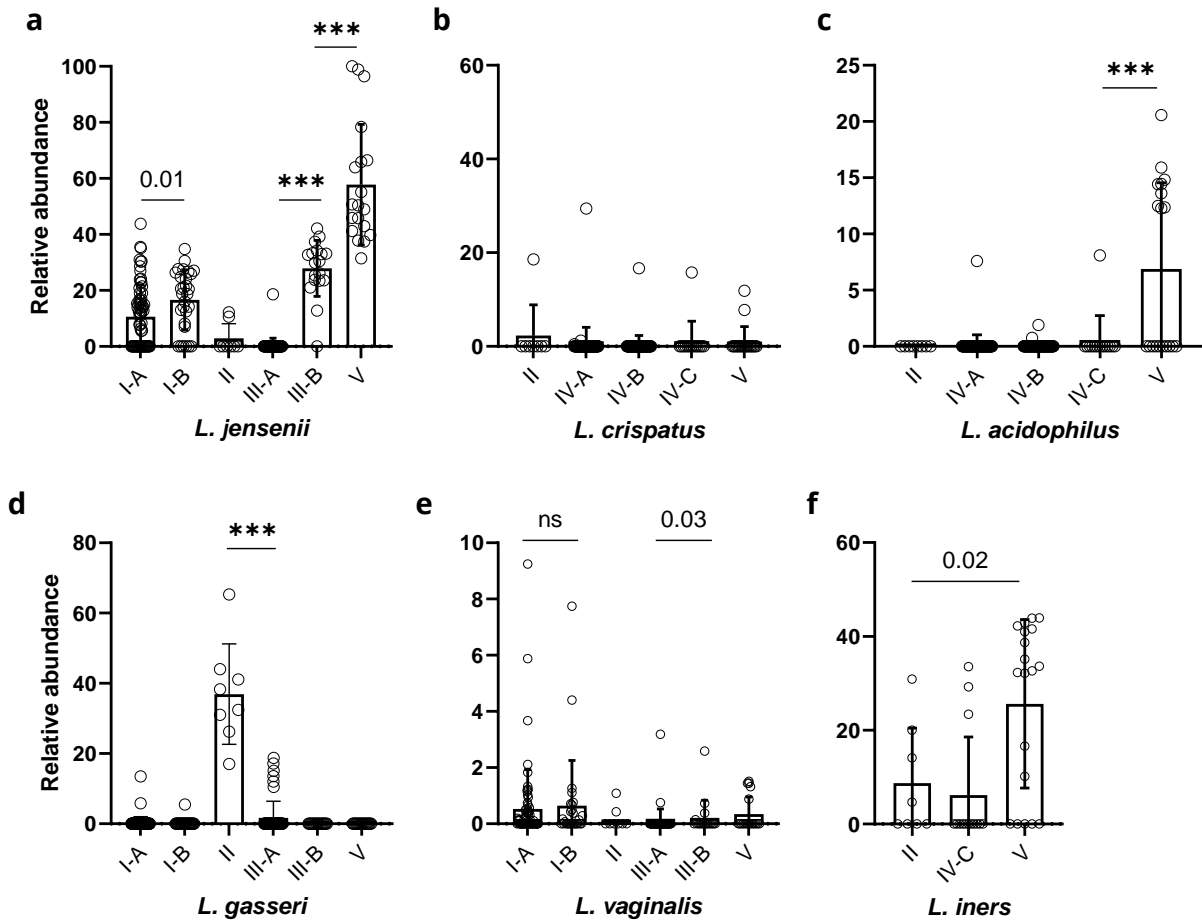 a
***
100
80
60
40
20
0
Relative abundance
0.01
***
I-A
I-B
II
III-A
III-B
V
L. jensenii
b
60
40
20
0
II
IV-A
IV-B
IV-C
V
L. crispatus
c
***
25
20
15
10
5
0
II
IV-A
IV-B
IV-C
V
L. acidophilus
d
***
80
60
40
20
0
Relative abundance
I-A
I-B
II
III-A
III-B
V
L. gasseri
e
ns
0.03
10
8
6
4
2
0
I-A
I-B
II
III-A
III-B
V
L. vaginalis
f
0.02
60
40
20
0
II
IV-C
V
L. iners